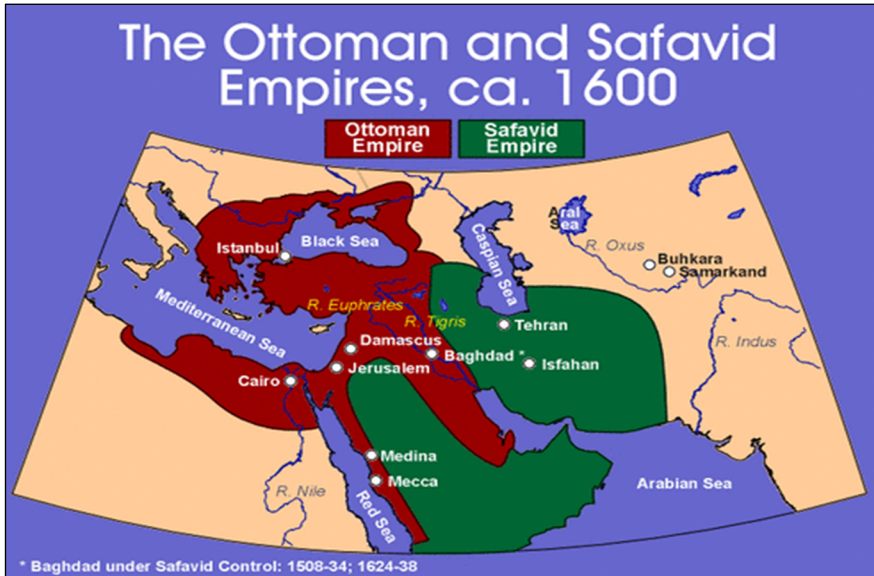 The Ottoman and Safavid
Empires, ca. 1600
Ottoman
Empire
Safavid
Empire
Aral
Sea
Caspian Sea
R. Oxus
Istanbul
Black Sea
Buhkara
Samarkand
Mediterranean Sea
R. Euphrates
R. Tigris
Tehran
R. Indus
Damascus
Baghdad *
Isfahan
Jerusalem
Cairo
Medina
Mecca
R. Nile
Red Sea
Arabian Sea
* Baghdad under Safavid Control: 1508-34; 1624-38